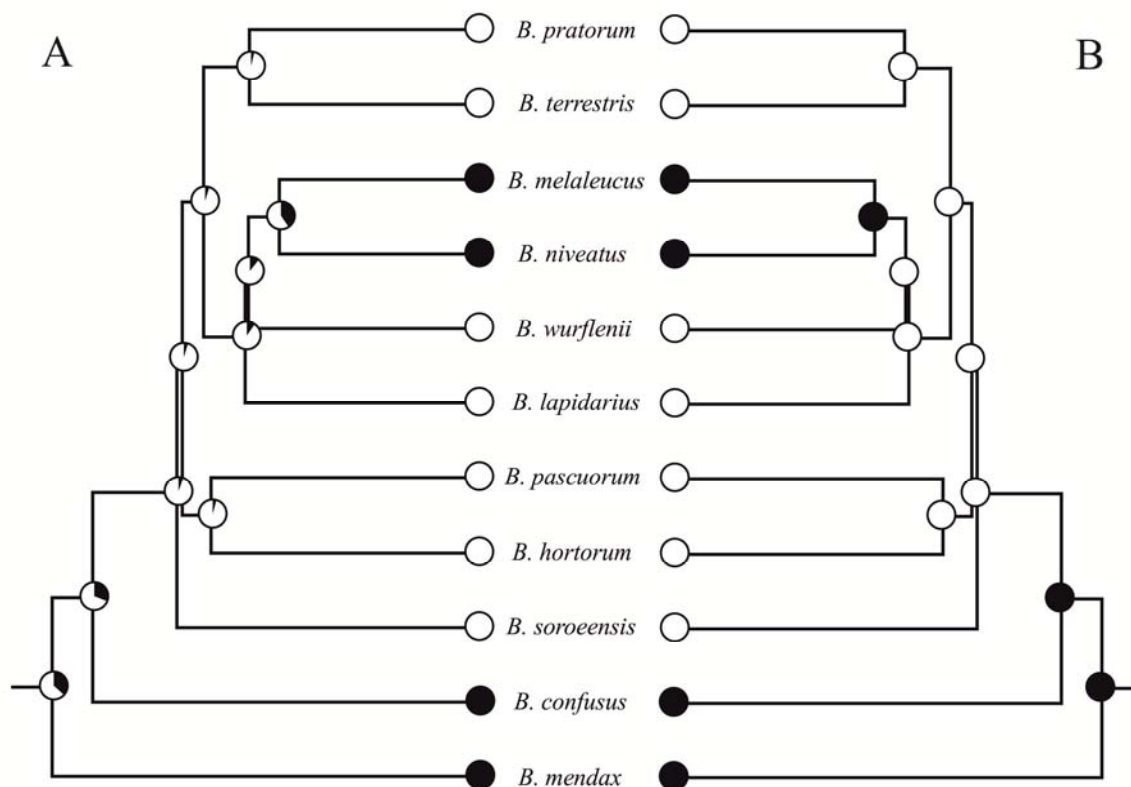 A
B
B. pratorum
B. terrestris
B. melaleucus
B. niveatus
B. wurflenii
B. lapidarius
B. pascuorum
B. hortorum
B. soroeensis
B. confusus
B. mendax